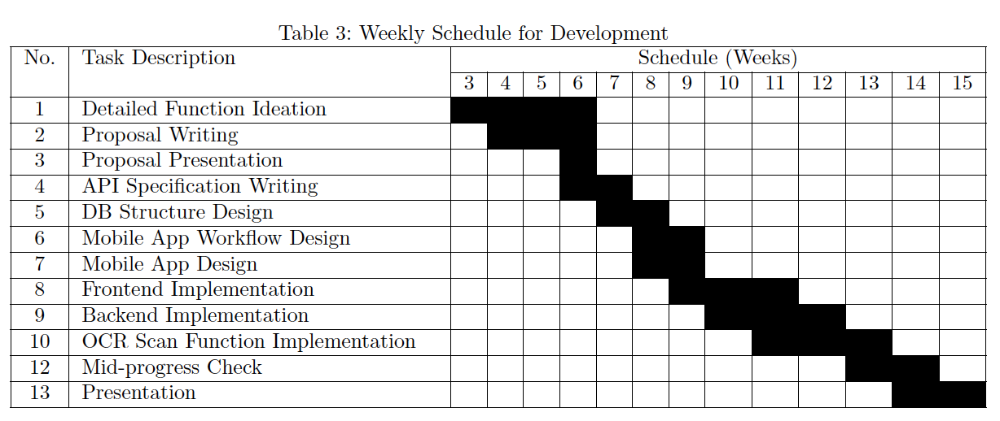 Table 3: Weekly Schedule for Development
No. Task Description Schedule (Weeks)
3 4 5 6 7 8 9 10 11 12 13 14 15
1 Detailed Function Ideation
2 Proposal Writing
3 Proposal Presentation
4 API Specification Writing
5 DB Structure Design
6 Mobile App Workflow Design
7 Mobile App Design
8 Frontend Implementation
9 Backend Implementation
10 OCR Scan Function Implementation
12 Mid-progress Check
13 Presentation